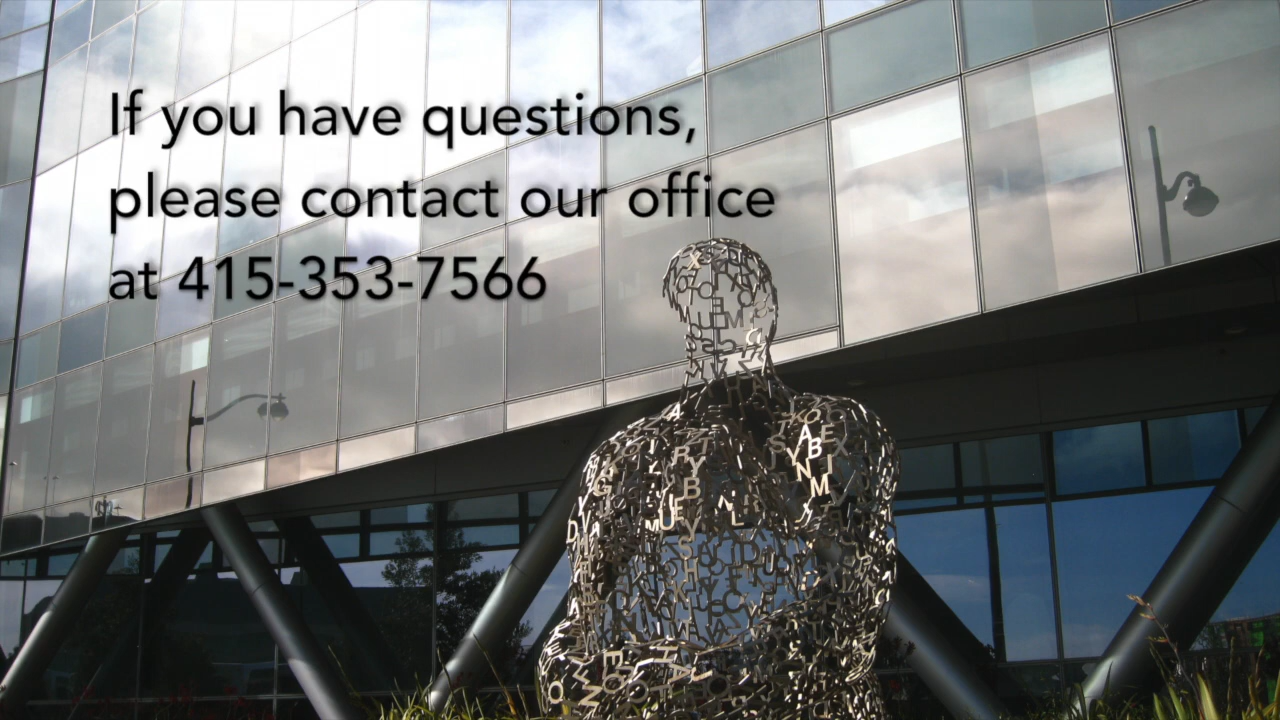 If you have questions,
please contact our office
at 415-353-7566